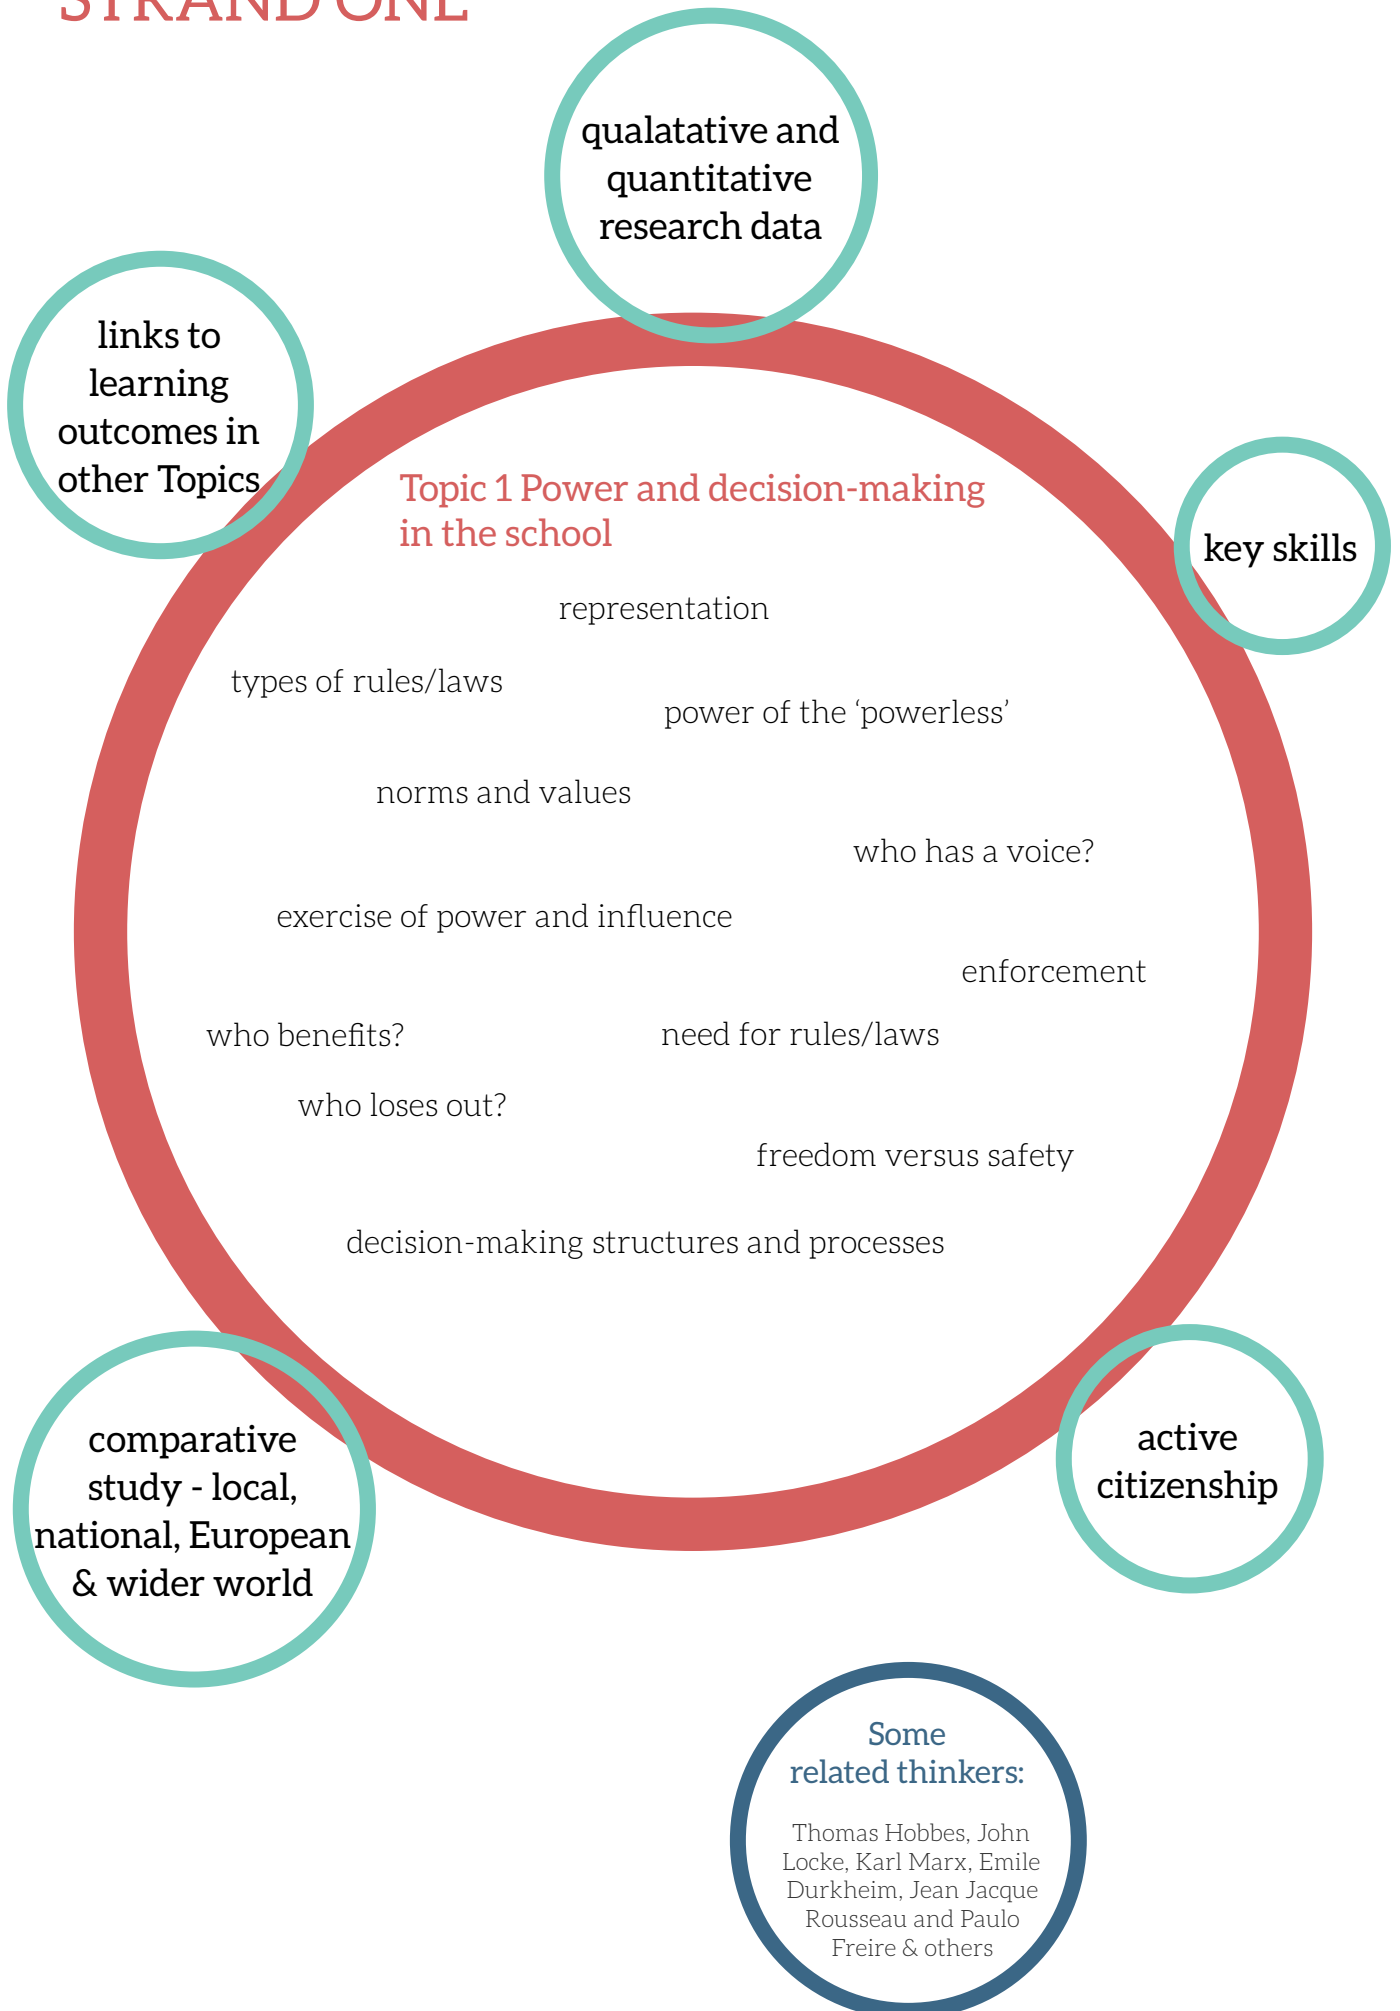 STRAND ONE
qualatative and
quantitative
research data
links to
learning
outcomes in
other Topics
key skills
Topic 1 Power and decision-making
in the school
representation
types of rules/laws
power of the ‘powerless’
norms and values
who has a voice?
exercise of power and influence
enforcement
who benefits?
need for rules/laws
who loses out?
freedom versus safety
decision-making structures and processes
comparative
study - local,
national, European
& wider world
active
citizenship
Some
related thinkers:
Thomas Hobbes, John
Locke, Karl Marx, Emile
Durkheim, Jean Jacque
Rousseau and Paulo
Freire & others